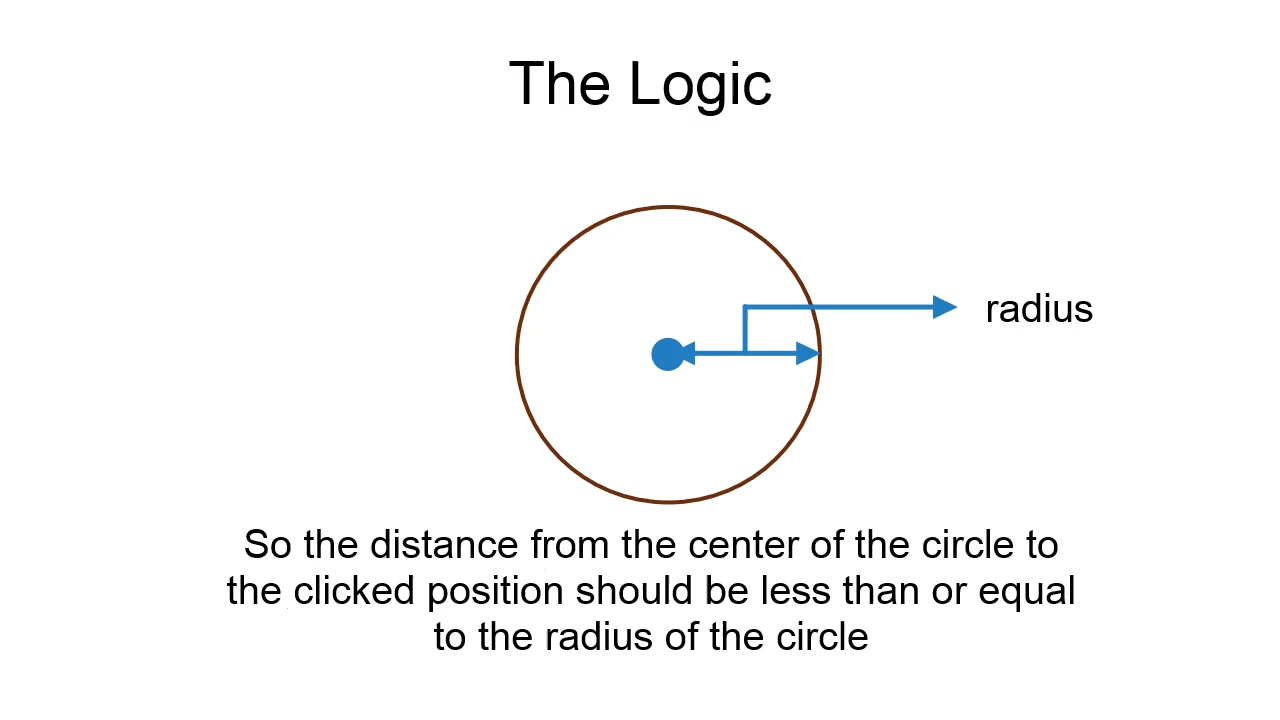 The Logic
radius
So the distance from the center of the circle to
the clicked position should be less than or equal
to the radius of the circle